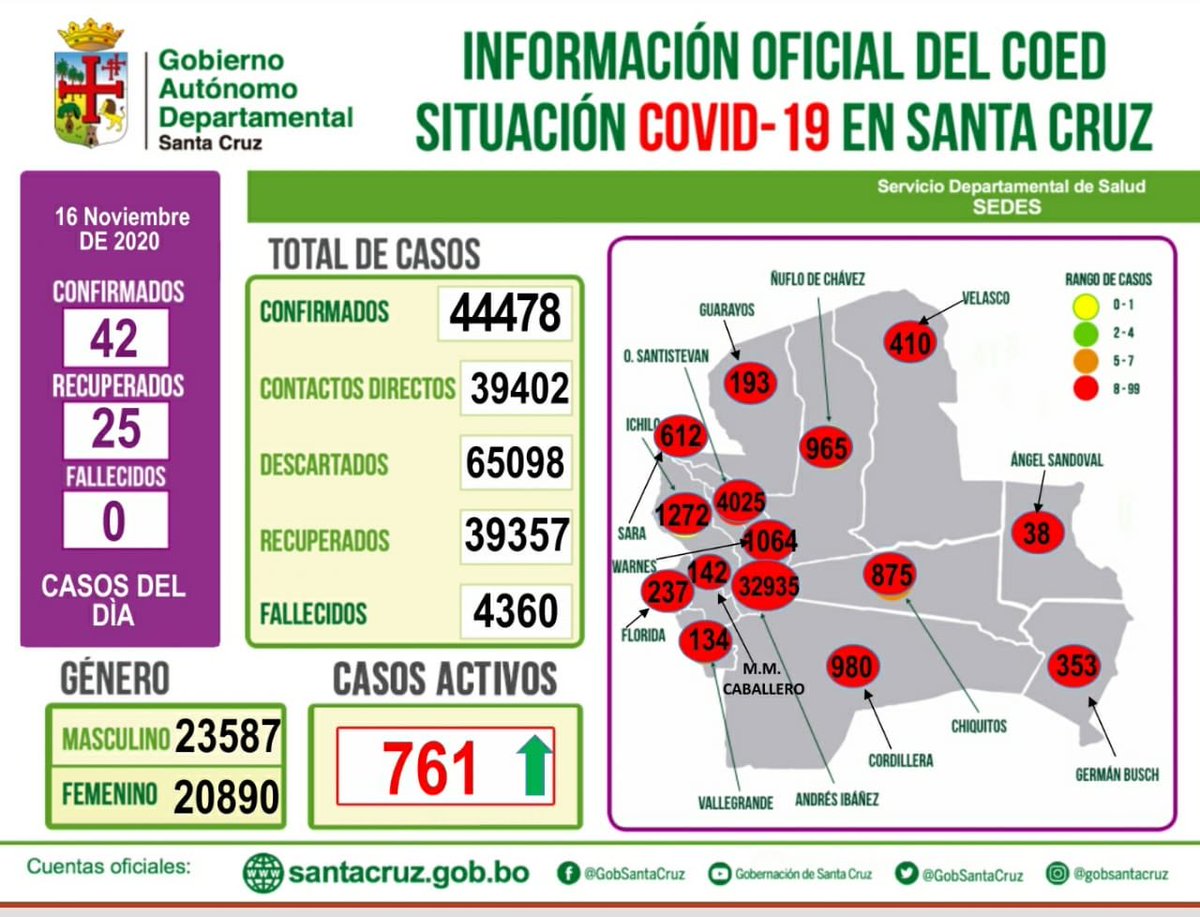 Gobierno
Autónomo
Departamental
Santa Cruz
INFORMACIÓN OFICIAL DEL COED
SITUACIÓN COVID-19 EN SANTA CRUZ
Servicio Departamental de Salud
SEDES
16 Noviembre
DE 2020
CONFIRMADOS
42
RECUPERADOS
25
FALLECIDOS
0
CASOS DEL
DÌA
TOTAL DE CASOS
CONFIRMADOS 44478
CONTACTOS DIRECTOS 39402
DESCARTADOS 65098
RECUPERADOS 39357
FALLECIDOS 4360
GÉNERO
MASCULINO 23587
FEMENINO 20890
CASOS ACTIVOS
761
RANGO DE CASOS
0 - 1
2 - 4
5 - 7
8 - 99
ÑUFLO DE CHÁVEZ
VELASCO
GUARAYOS
410
O. SANTISTEVAN
193
ICHILO
612
965
ÁNGEL SANDOVAL
4025
1272
SARA
38
1064
WARNES
142
875
237
32935
FLORIDA
134
M.M.
CABALLERO
980
353
CHIQUITOS
CORDILLERA
GERMÁN BUSCH
VALLEGRANDE
ANDRÉS IBÁÑEZ
Cuentas oficiales:
www
santacruz.gob.bo
@GobSantaCruz
Gobernación de Santa Cruz
@GobSantaCruz
@gobsantacruz